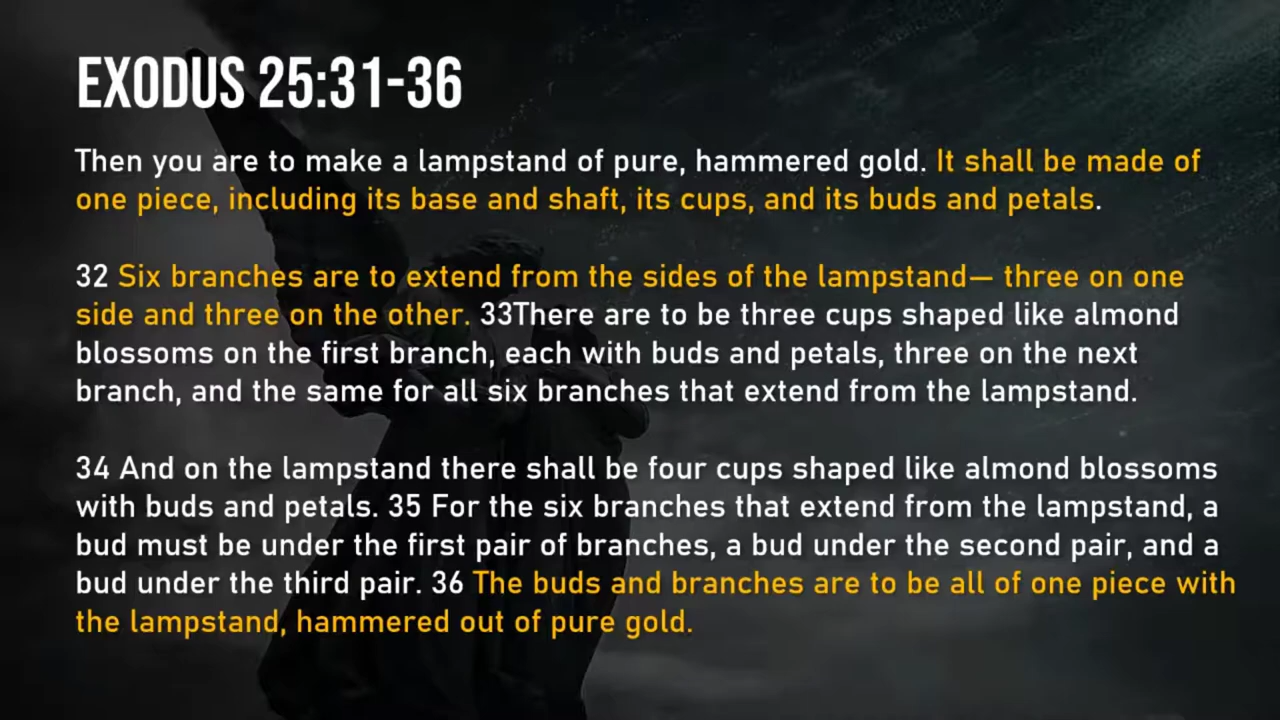 EXODUS 25:31-36
Then you are to make a lampstand of pure, hammered gold. It shall be made of
one piece, including its base and shaft, its cups, and its buds and petals.
32 Six branches are to extend from the sides of the lampstand— three on one
side and three on the other. 33There are to be three cups shaped like almond
blossoms on the first branch, each with buds and petals, three on the next
branch, and the same for all six branches that extend from the lampstand.
34 And on the lampstand there shall be four cups shaped like almond blossoms
with buds and petals. 35 For the six branches that extend from the lampstand, a
bud must be under the first pair of branches, a bud under the second pair, and a
bud under the third pair. 36 The buds and branches are to be all of one piece with
the lampstand, hammered out of pure gold.